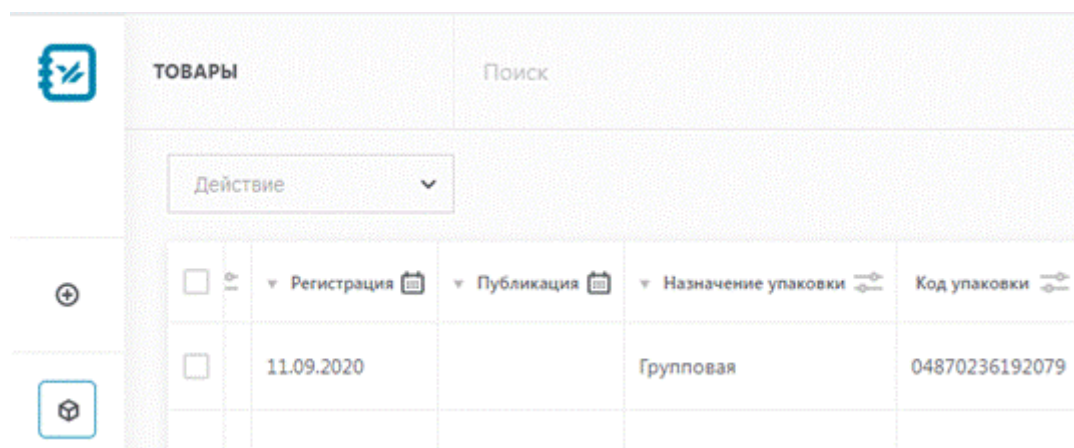 ТОВАРЫ Поиск
Действие
Регистрация Публикация Назначение упаковки Код упаковки
11.09.2020 Групповая 04870236192079